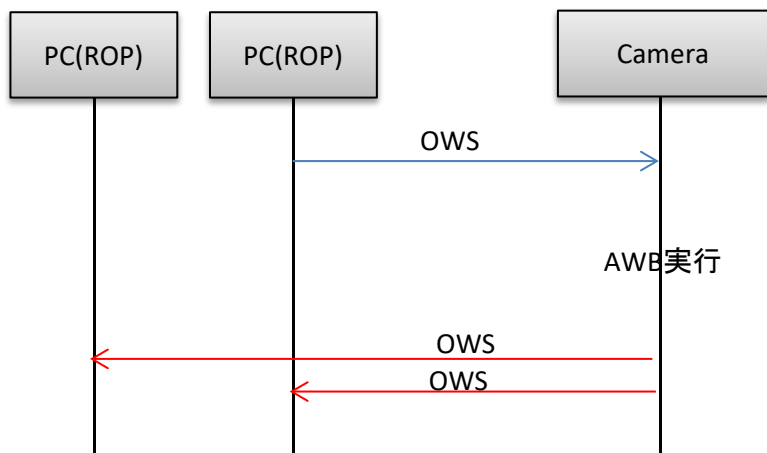 PC(ROP)
PC(ROP)
Camera
OWS
AWB実行
OWS
OWS